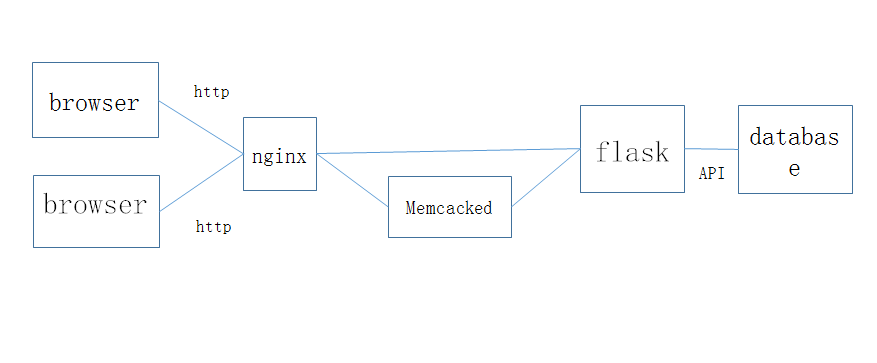 browser
http
nginx
browser
http
Memcacked
flask
API
databas
e